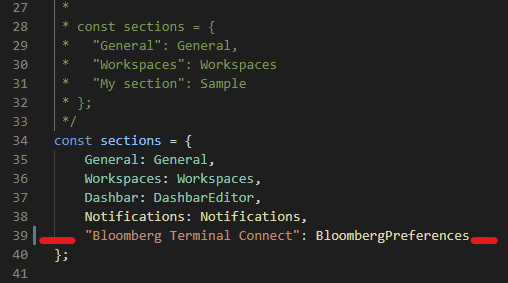 27 *
28 * const sections = {
29 *   "General": General,
30 *   "Workspaces": Workspaces
31 *   "My section": Sample
32 * };
33 */
34 const sections = {
35     General: General,
36     Workspaces: Workspaces,
37     Dashbar: DashbarEditor,
38     Notifications: Notifications,
39     "Bloomberg Terminal Connect": BloombergPreferences
40 };
41